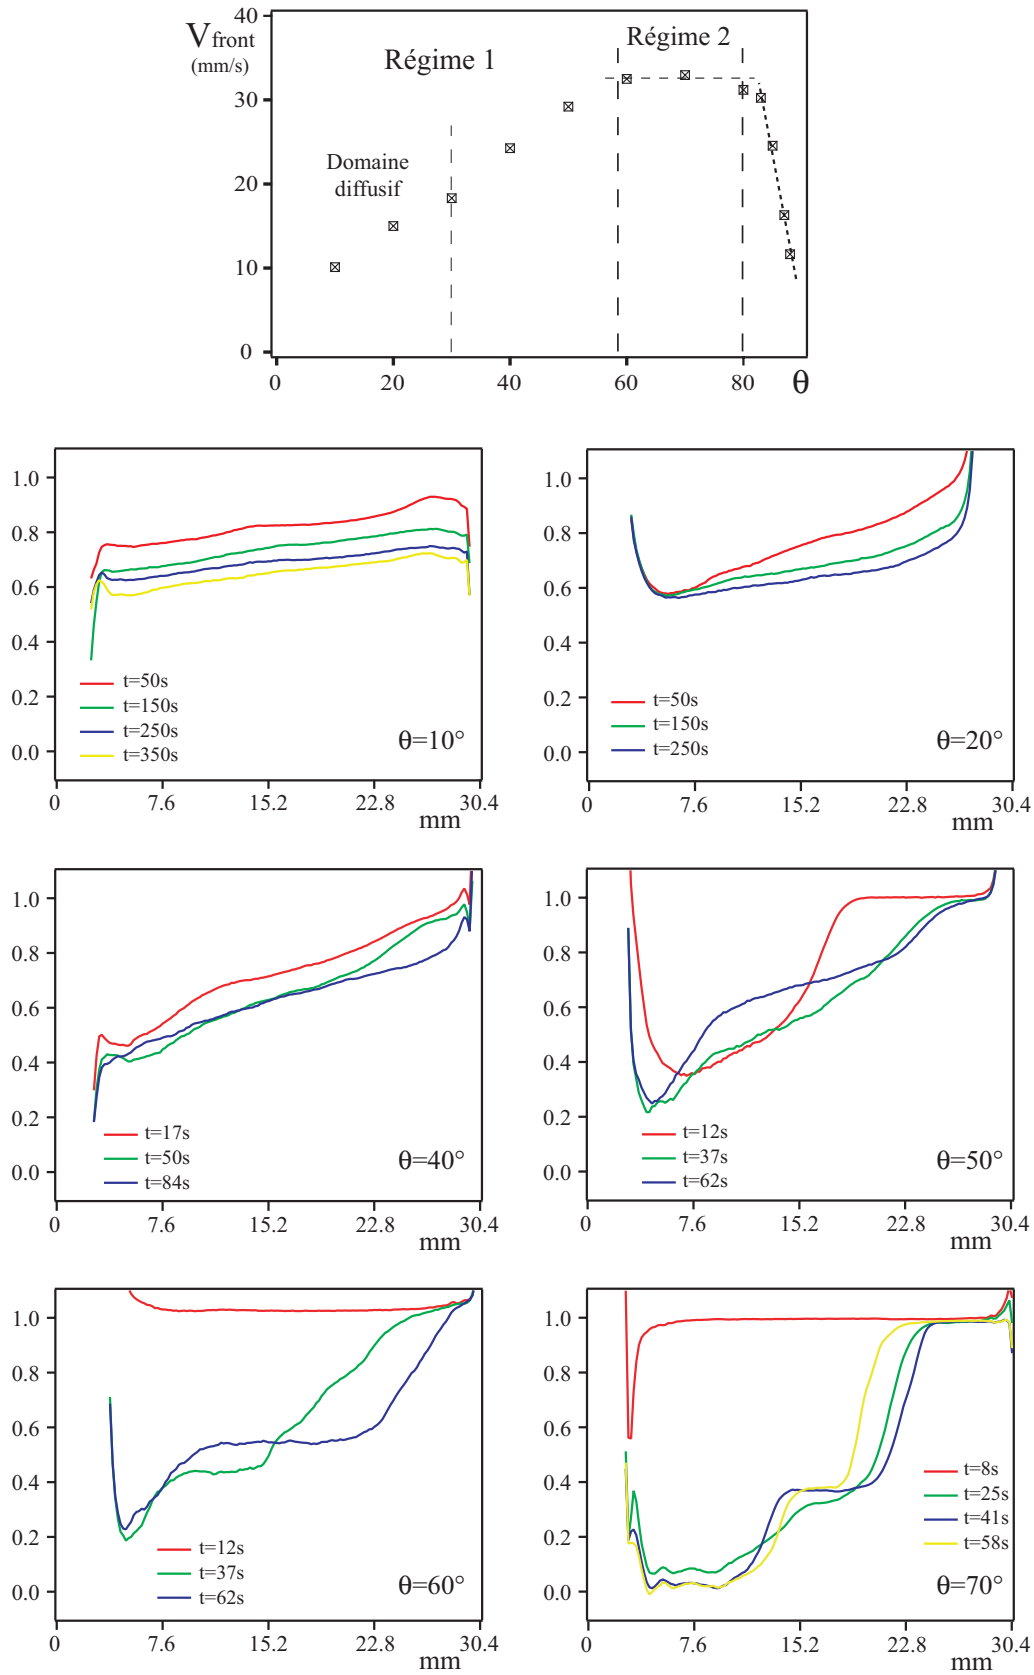 40
V front
(mm/s)
Régime 1
Régime 2
30
Domaine
diffusif
20
10
0
0 20 40 60 80 θ
1.0
0.8
0.6
0.4
0.2
0.0
t=50s
t=150s
t=250s
t=350s
θ=10°
0 7.6 15.2 22.8 30.4
mm
1.0
0.8
0.6
0.4
0.2
0.0
t=50s
t=150s
t=250s
θ=20°
0 7.6 15.2 22.8 30.4
mm
1.0
0.8
0.6
0.4
0.2
0.0
t=17s
t=50s
t=84s
θ=40°
0 7.6 15.2 22.8 30.4
mm
1.0
0.8
0.6
0.4
0.2
0.0
t=12s
t=37s
t=62s
θ=50°
0 7.6 15.2 22.8 30.4
mm
1.0
0.8
0.6
0.4
0.2
0.0
t=12s
t=37s
t=62s
θ=60°
0 7.6 15.2 22.8 30.4
mm
1.0
0.8
0.6
0.4
0.2
0.0
t=8s
t=25s
t=41s
t=58s
θ=70°
0 7.6 15.2 22.8 30.4
mm